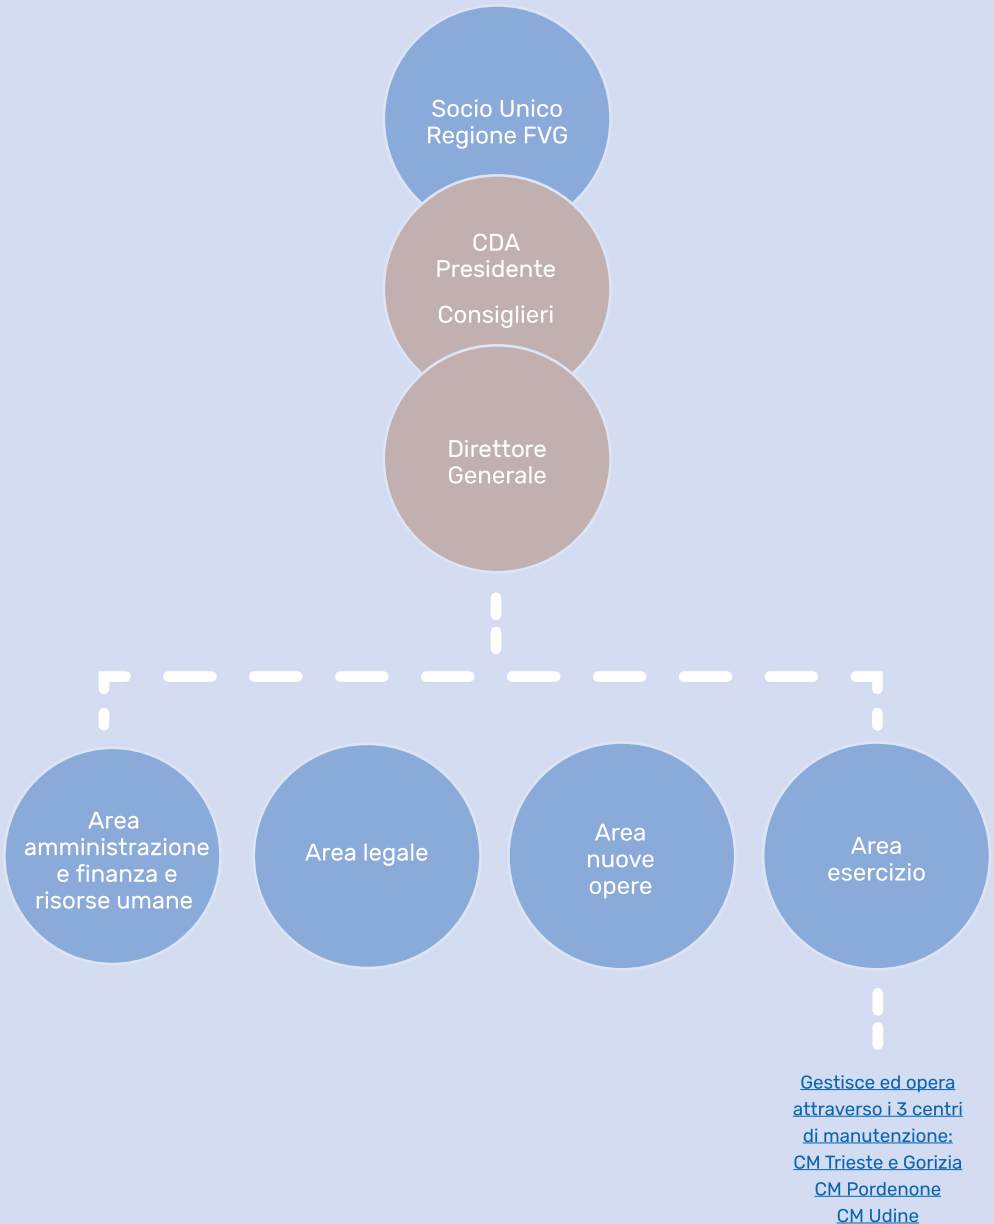 Socio Unico
Regione FVG
CDA
Presidente
Consiglieri
Direttore
Generale
Area
amministrazione
e finanza e
risorse umane
Area legale
Area
nuove
opere
Area
esercizio
Gestisce ed opera
attraverso i 3 centri
di manutenzione:
CM Trieste e Gorizia
CM Pordenone
CM Udine